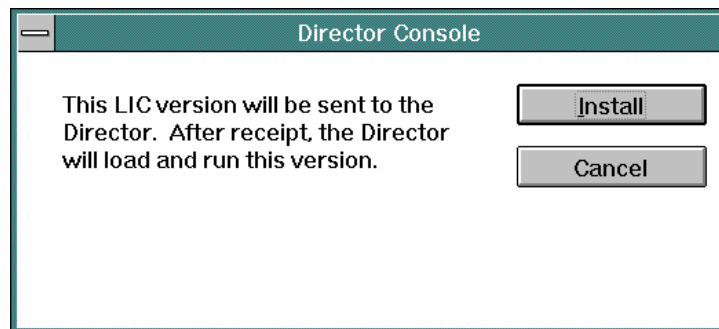 Director Console
This LIC version will be sent to the
Director.  After receipt, the Director
will load and run this version.
Install
Cancel